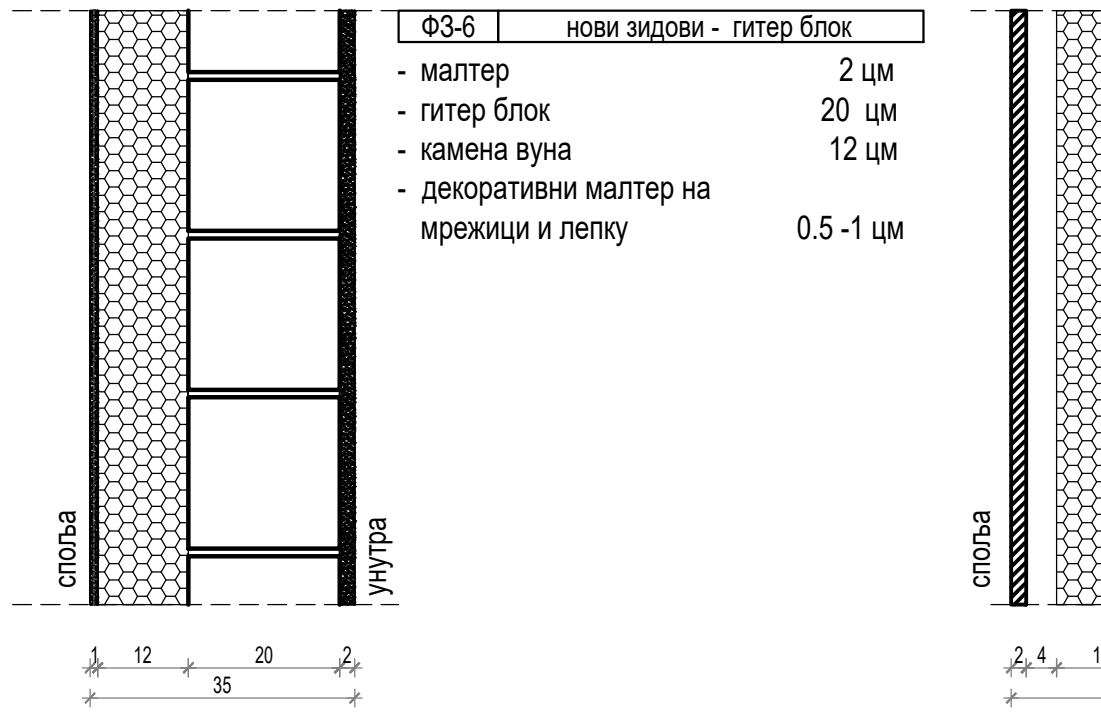 ФЗ-6 нови зидови - гитер блок
- малтер 2 цм
- гитер блок 20 цм
- камена вуна 12 цм
- декоративни малтер на
мрежици и лепку 0.5 -1 цм
споља
унутра
1 12 20 2
35
споља
2 4 1